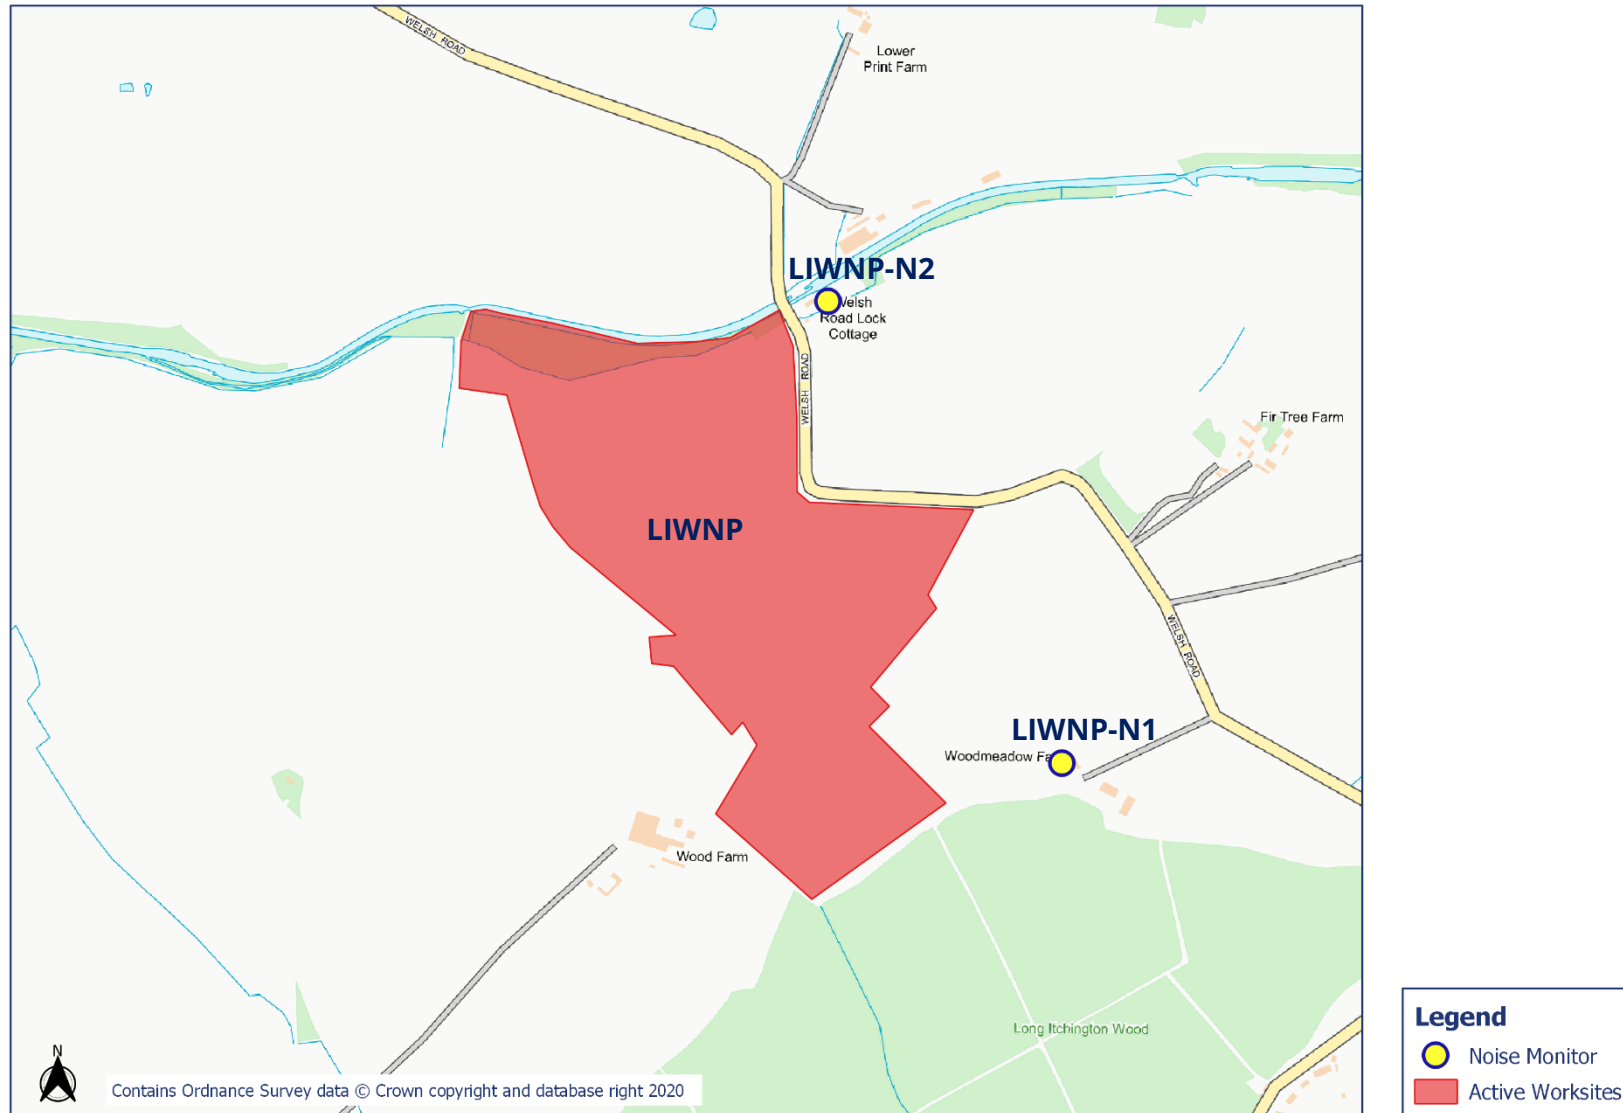 WELSH ROAD
Lower
Print Farm
LIWNP-N2
Welsh
Road Lock
Cottage
WELSH ROAD
Fir Tree Farm
LIWNP
WELSH ROAD
LIWNP-N1
Woodmeadow Fa
Wood Farm
Long Itchington Wood
N
Contains Ordnance Survey data © Crown copyright and database right 2020
Legend
Noise Monitor
Active Worksites